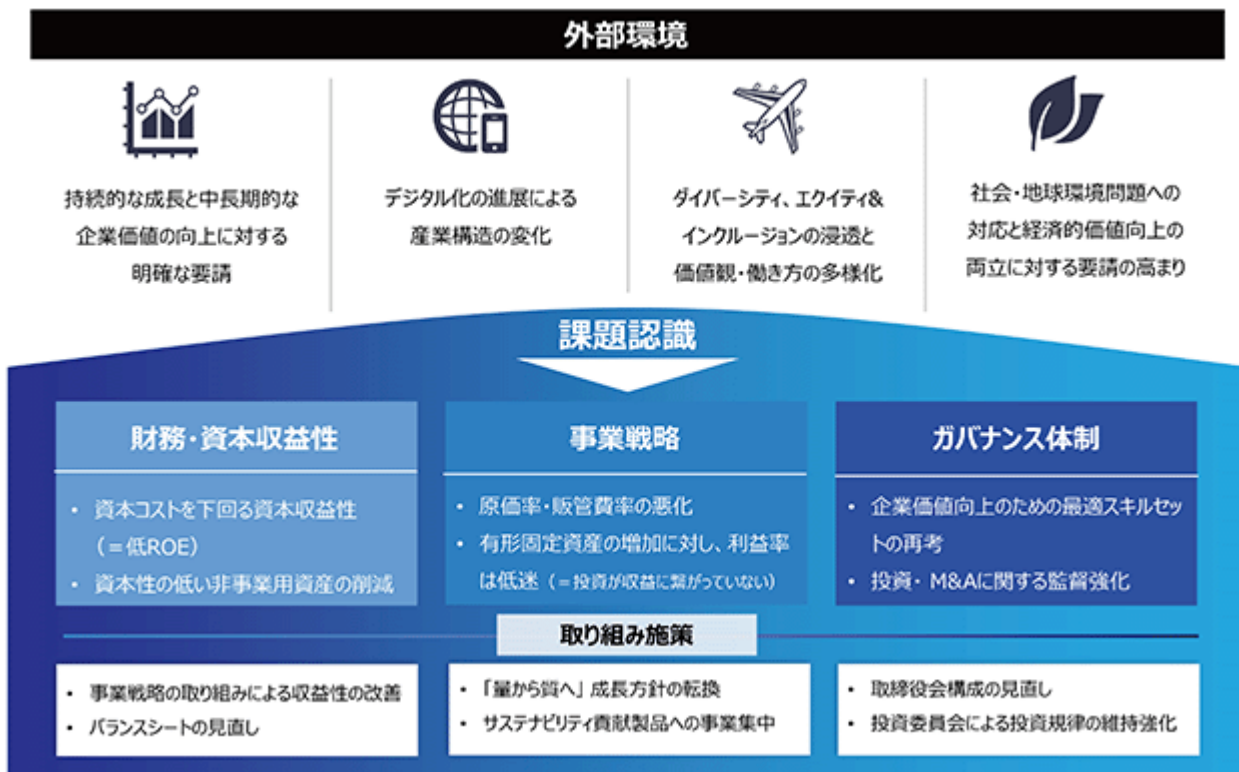 外部環境
持続的な成長と中長期的な
企業価値の向上に対する
明確な要請
デジタル化の進展による
産業構造の変化
ダイバーシティ、エクイティ&
インクルージョンの浸透と
価値観・働き方の多様化
社会・地球環境問題への
対応と経済的価値向上の
両立に対する要請の高まり
課題認識
財務・資本収益性
• 資本コストを下回る資本収益性
（＝低ROE）
• 資本性の低い非事業用資産の削減
事業戦略
• 原価率・販管費率の悪化
• 有形固定資産の増加に対し、利益率
は低迷（＝投資が収益に繋がっていない）
ガバナンス体制
• 企業価値向上のための最適スキルセッ
トの再考
• 投資・M&Aに関する監督強化
取り組み施策
• 事業戦略の取り組みによる収益性の改善
• バランスシートの見直し
• 「量から質へ」成長方針の転換
• サステナビリティ貢献製品への事業集中
• 取締役会構成の見直し
• 投資委員会による投資規律の維持強化